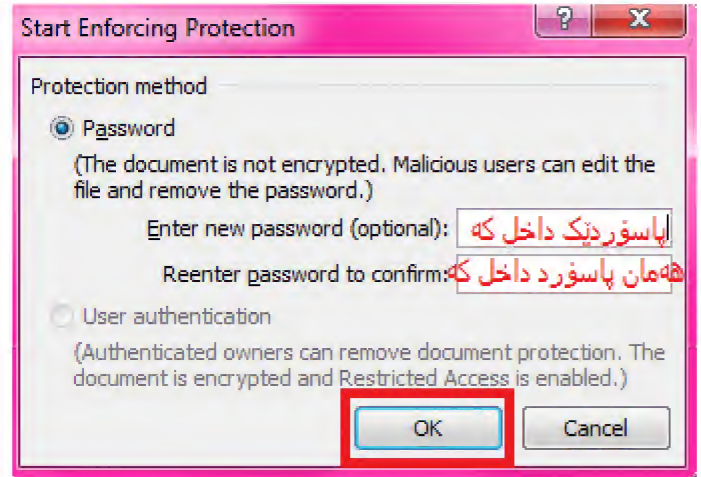 Start Enforcing Protection
Protection method
Password
(The document is not encrypted. Malicious users can edit the
file and remove the password.)
Enter new password (optional): پاسۆردێک داخل که
Reenter password to confirm: هەمان پاسۆرد داخل که
User authentication
(Authenticated owners can remove document protection. The
document is encrypted and Restricted Access is enabled.)
OK Cancel